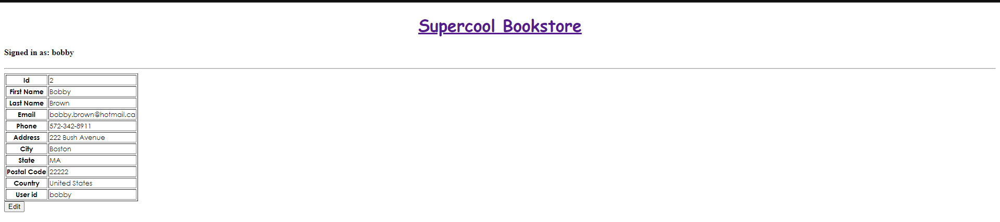 Supercool Bookstore
Signed in as: bobby
Id 2
First Name Bobby
Last Name Brown
Email bobby.brown@hotmail.ca
Phone 572-342-8911
Address 222 Bush Avenue
City Boston
State MA
Postal Code 22222
Country United States
User id bobby
Edit